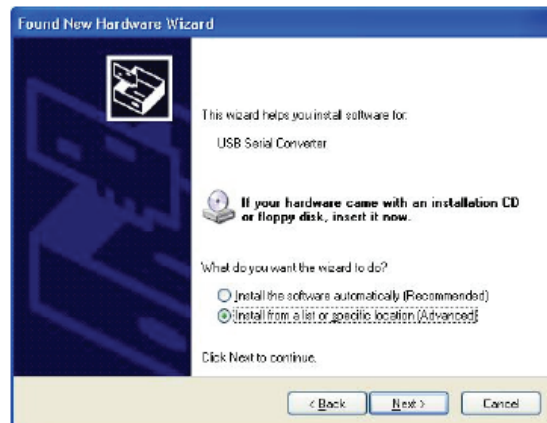 Found New Hardware Wizard
This wizard helps you install software for:
USB Serial Converter
If your hardware came with an installation CD
or floppy disk, insert it now.
What do you want the wizard to do?
Install the software automatically (Recommended)
Install from a list or specific location (Advanced)
Click Next to continue.
< Back
Next >
Cancel